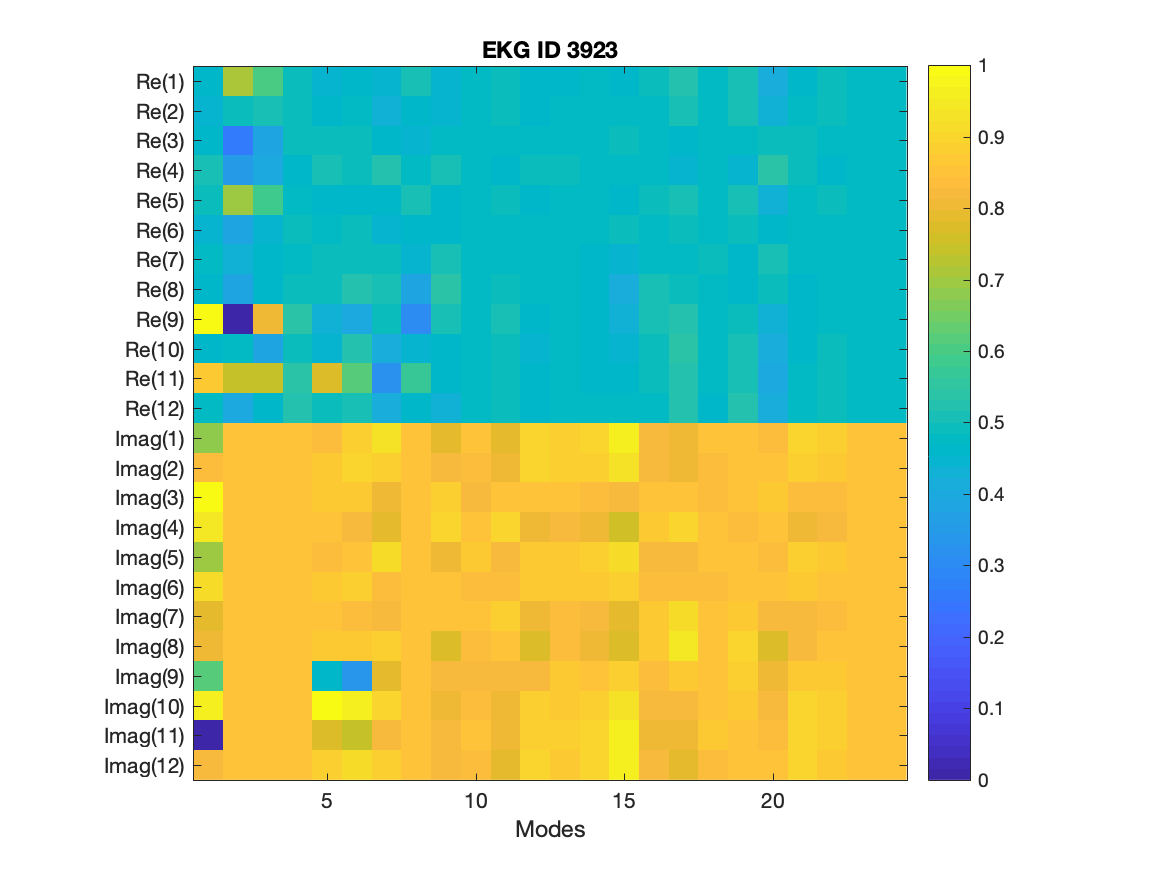 EKG ID 3923
Re(1)
Re(2)
Re(3)
Re(4)
Re(5)
Re(6)
Re(7)
Re(8)
Re(9)
Re(10)
Re(11)
Re(12)
Imag(1)
Imag(2)
Imag(3)
Imag(4)
Imag(5)
Imag(6)
Imag(7)
Imag(8)
Imag(9)
Imag(10)
Imag(11)
Imag(12)
5 10 15 20
Modes
1
0.9
0.8
0.7
0.6
0.5
0.4
0.3
0.2
0.1
0